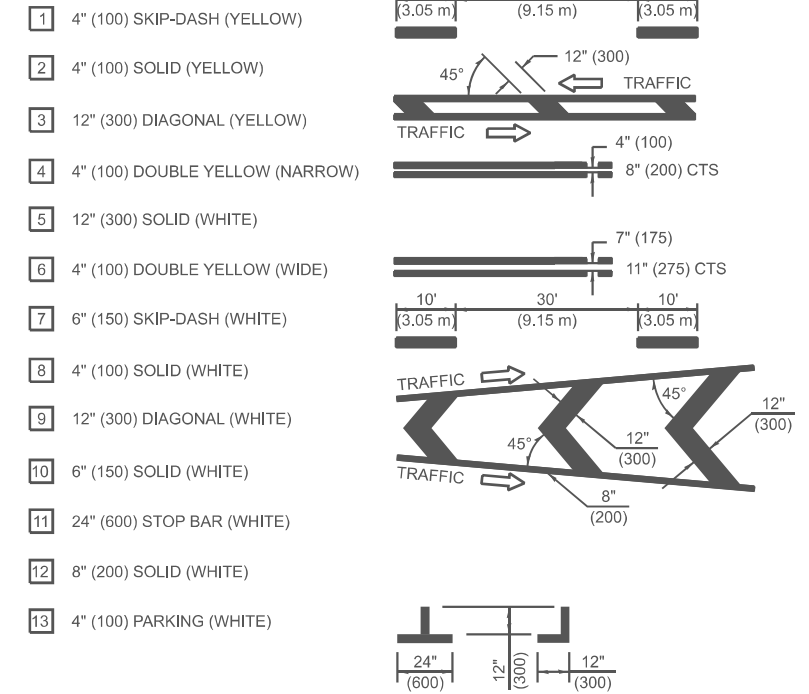 (3.05 m) (9.15 m) (3.05 m)
1 4" (100) SKIP-DASH (YELLOW)
2 4" (100) SOLID (YELLOW)
12" (300)
45°
TRAFFIC
3 12" (300) DIAGONAL (YELLOW)
TRAFFIC
4" (100)
4 4" (100) DOUBLE YELLOW (NARROW)
8" (200) CTS
5 12" (300) SOLID (WHITE)
7" (175)
6 4" (100) DOUBLE YELLOW (WIDE)
11" (275) CTS
10' 30' 10'
7 6" (150) SKIP-DASH (WHITE)
(3.05 m) (9.15 m) (3.05 m)
8 4" (100) SOLID (WHITE)
TRAFFIC
45°
12"
(300)
9 12" (300) DIAGONAL (WHITE)
45°
12"
(300)
10 6" (150) SOLID (WHITE)
TRAFFIC
8"
(200)
11 24" (600) STOP BAR (WHITE)
12 8" (200) SOLID (WHITE)
13 4" (100) PARKING (WHITE)
24"
(600)
12"
(300)
12"
(300)